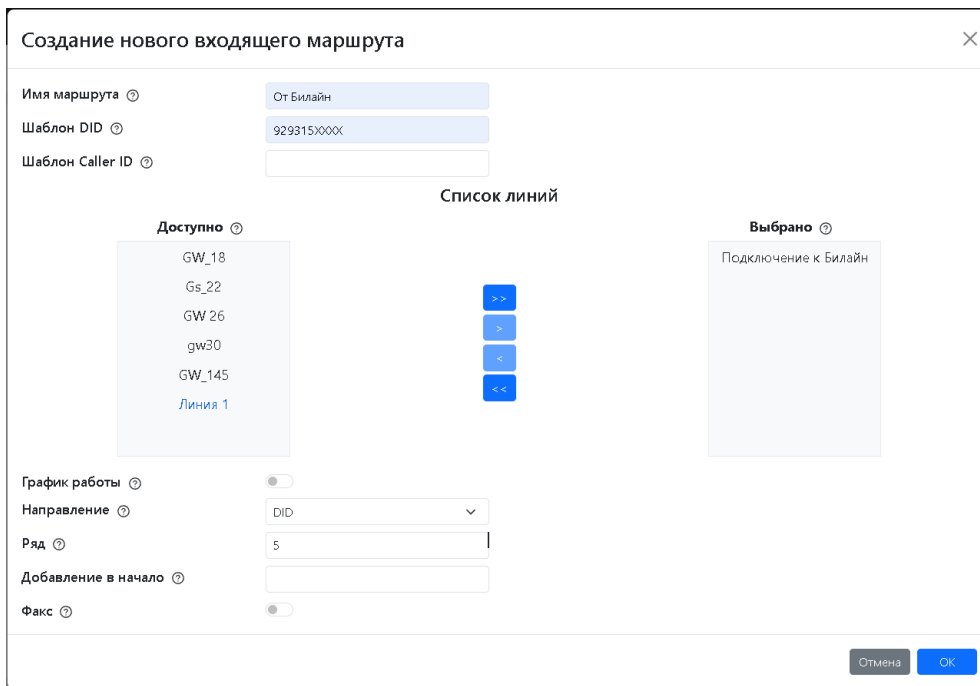 Создание нового входящего маршрута
Имя маршрута
От Билайн
Шаблон DID
929315XXXX
Шаблон Caller ID
Список линий
Доступно
Выбрано
GW_18
Gs_22
GW 26
gw30
GW_145
Линия 1
>>
>
<
<<
Подключение к Билайн
График работы
Направление
DID
Ряд
5
Добавление в начало
Факс
Отмена
OK